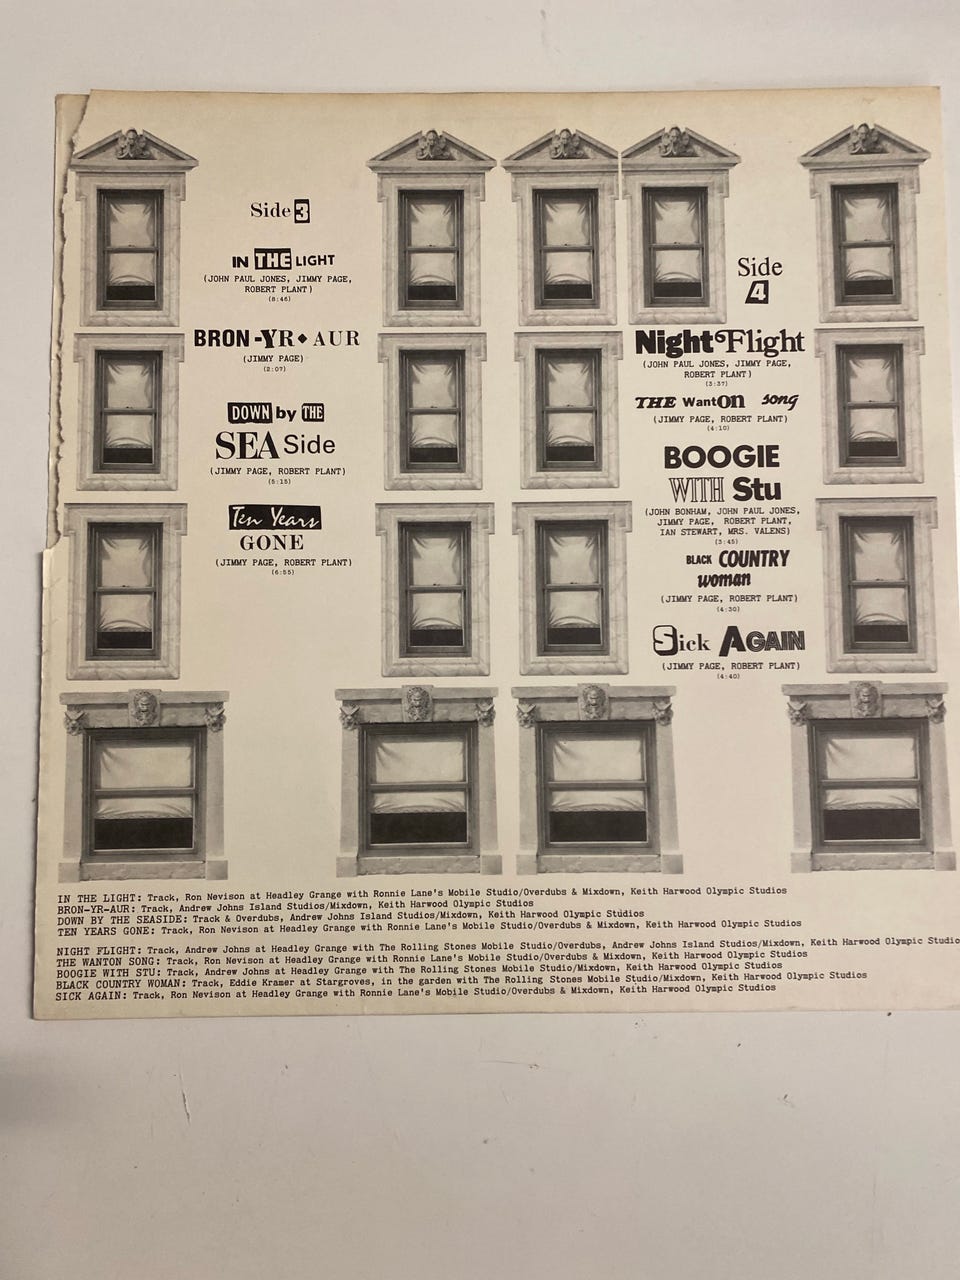 Side 3
IN THE LIGHT
(JOHN PAUL JONES, JIMMY PAGE,
ROBERT PLANT)
(8:46)
BRON-YR◆AUR
(JIMMY PAGE)
(2:07)
DOWN by THE
SEA Side
(JIMMY PAGE, ROBERT PLANT)
(5:15)
Ten Years
GONE
(JIMMY PAGE, ROBERT PLANT)
(6:55)
Side
4
Night Flight
(JOHN PAUL JONES, JIMMY PAGE,
ROBERT PLANT)
(3:37)
THE WantON song
(JIMMY PAGE, ROBERT PLANT)
(4:10)
BOOGIE
WITH Stu
(JOHN BONHAM, JOHN PAUL JONES,
JIMMY PAGE, ROBERT PLANT,
IAN STEWART, MRS. VALENS)
(3:45)
BLACK COUNTRY
woman
(JIMMY PAGE, ROBERT PLANT)
(4:30)
Sick AGAIN
(JIMMY PAGE, ROBERT PLANT)
(4:40)
IN THE LIGHT: Track, Ron Nevison at Headley Grange with Ronnie Lane's Mobile Studio/Overdubs & Mixdown, Keith Harwood Olympic Studios
BRON-YR-AUR: Track, Andrew Johns Island Studios/Mixdown, Keith Harwood Olympic Studios
DOWN BY THE SEASIDE: Track & Overdubs, Andrew Johns Island Studios/Mixdown, Keith Harwood Olympic Studios
TEN YEARS GONE: Track, Ron Nevison at Headley Grange with Ronnie Lane's Mobile Studio/Overdubs & Mixdown, Keith Harwood Olympic Studios
NIGHT FLIGHT: Track, Andrew Johns at Headley Grange with The Rolling Stones Mobile Studio/Overdubs, Andrew Johns Island Studios/Mixdown, Keith Harwood Olympic Studio
THE WANTON SONG: Track, Ron Nevison at Headley Grange with Ronnie Lane's Mobile Studio/Overdubs & Mixdown, Keith Harwood Olympic Studios
BOOGIE WITH STU: Track, Andrew Johns at Headley Grange with The Rolling Stones Mobile Studio/Mixdown, Keith Harwood Olympic Studios
BLACK COUNTRY WOMAN: Track, Eddie Kramer at Stargroves, in the garden with The Rolling Stones Mobile Studio/Mixdown, Keith Harwood Olympic Studios
SICK AGAIN: Track, Ron Nevison at Headley Grange with Ronnie Lane's Mobile Studio/Overdubs & Mixdown, Keith Harwood Olympic Studios